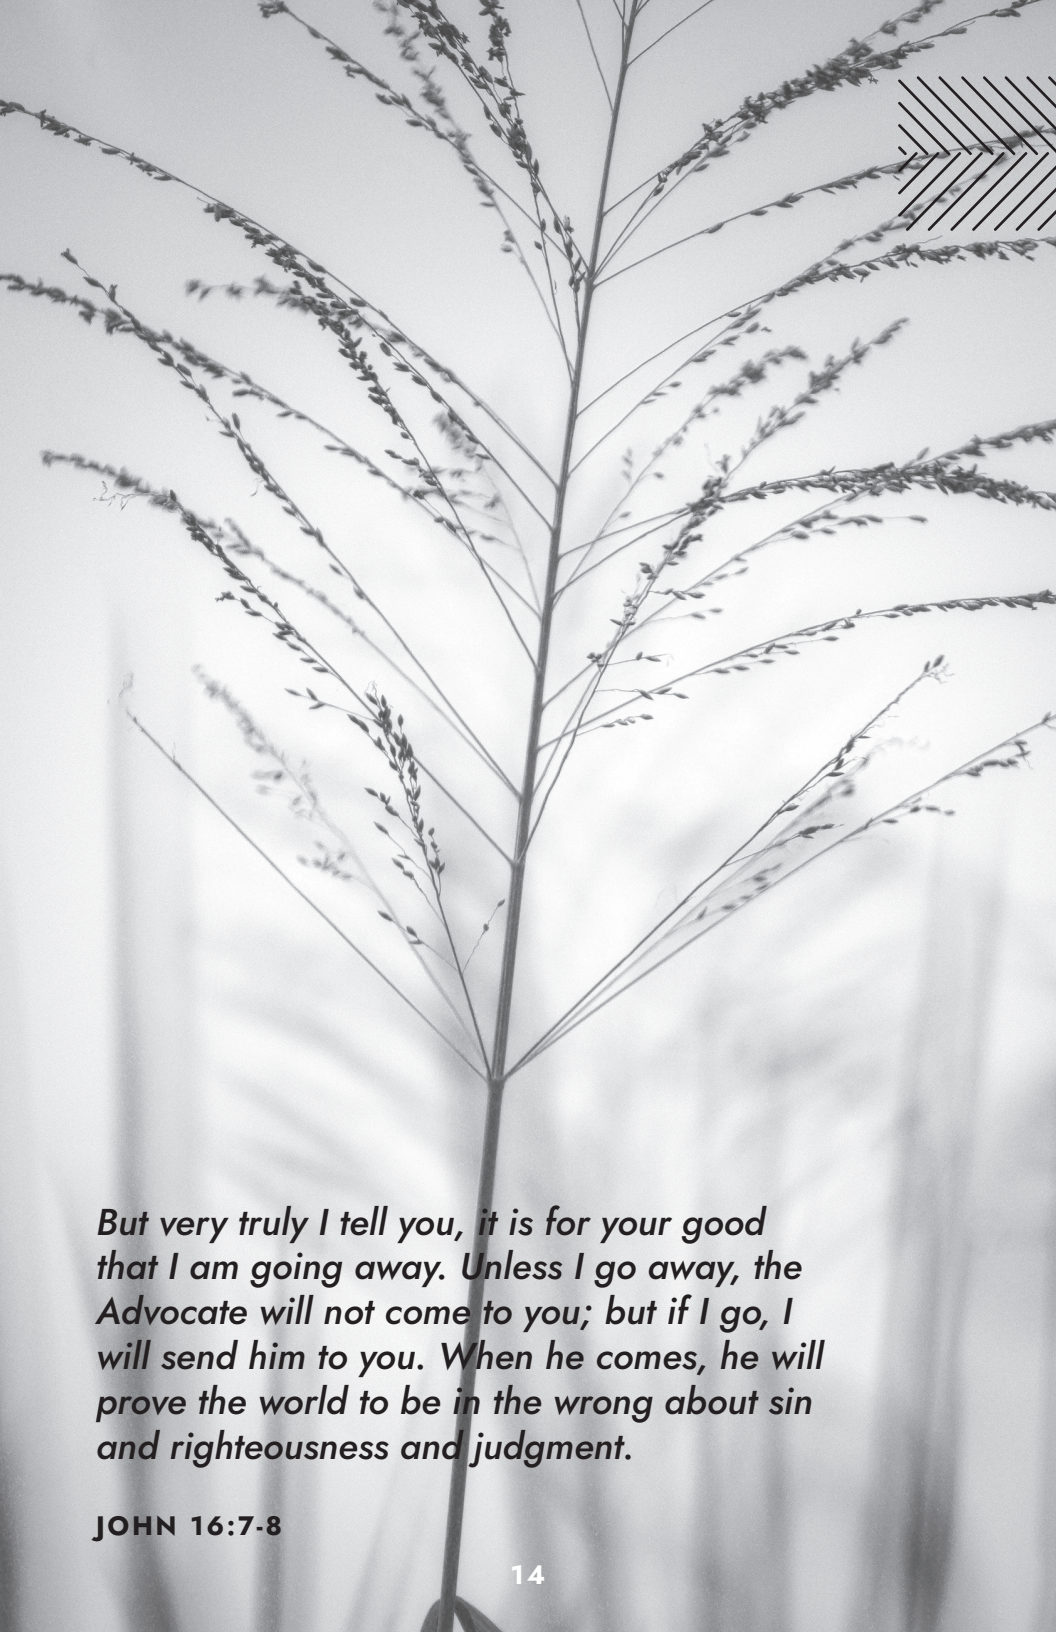 But very truly I tell you, it is for your good
that I am going away. Unless I go away, the
Advocate will not come to you; but if I go, I
will send him to you. When he comes, he will
prove the world to be in the wrong about sin
and righteousness and judgment.
JOHN 16:7-8
14